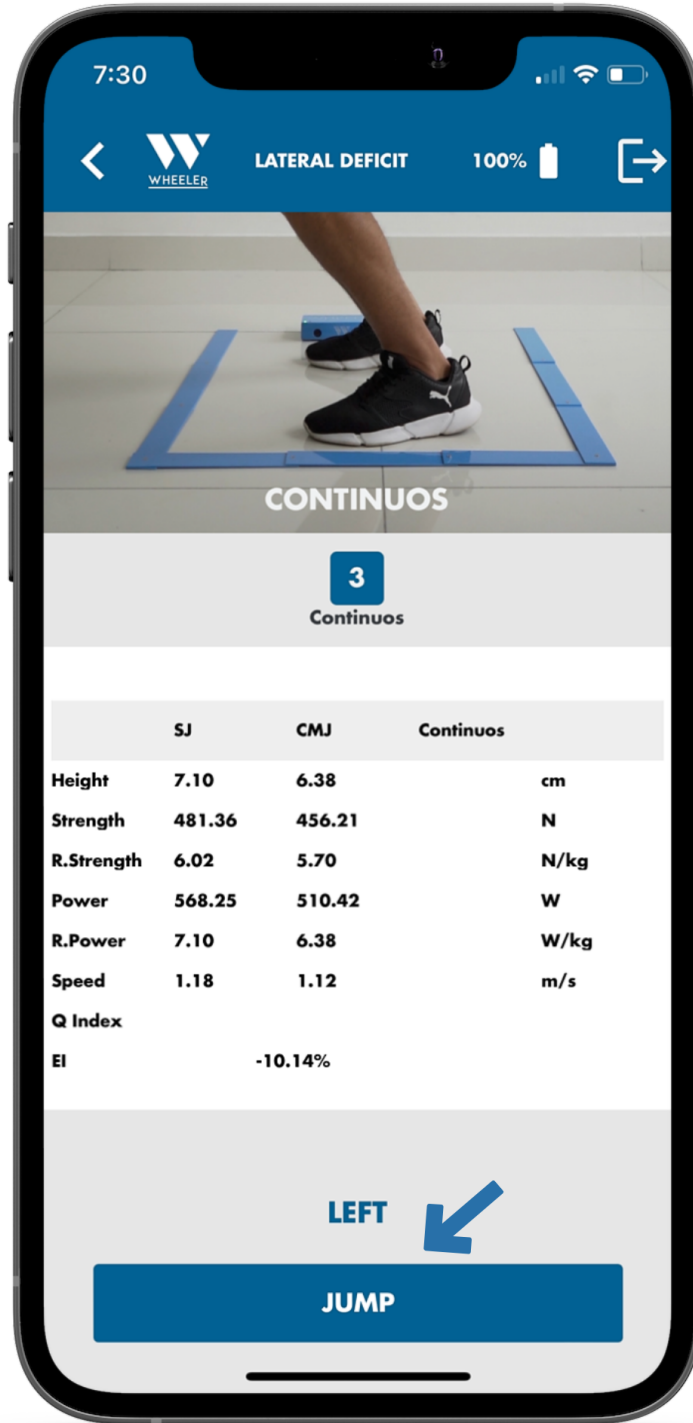 7:30
WHEELER
LATERAL DEFICIT
100%
CONTINUOS
3
Continuos
SJ CMJ Continuos
Height 7.10 6.38 cm
Strength 481.36 456.21 N
R.Strength 6.02 5.70 N/kg
Power 568.25 510.42 W
R.Power 7.10 6.38 W/kg
Speed 1.18 1.12 m/s
Q Index
EI -10.14%
LEFT
JUMP